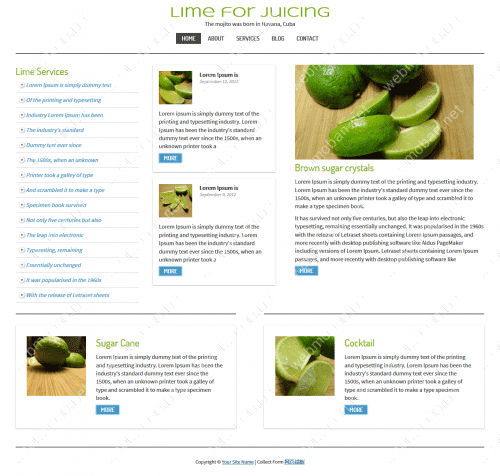 Lime for Juicing
The mojito was born in Havana, Cuba
HOME ABOUT SERVICES BLOG CONTACT
Lime Services
Lorem Ipsum is simply dummy text
Of the printing and typesetting
Industry Lorem Ipsum has been
The industry's standard
Dummy text ever since
The 1500s, when an unknown
Printer took a galley of type
And scrambled it to make a type
Specimen book survived
Not only five centuries but also
The leap into electronic
Typesetting, remaining
Essentially unchanged
It was popularised in the 1960s
With the release of Letraset sheets
Lorem Ipsum is
September 12, 2012
Lorem Ipsum is simply dummy text of the
printing and typesetting industry. Lorem
Ipsum has been the industry's standard
dummy text ever since the 1500s, when an
unknown printer took a
MORE
Lorem Ipsum is
Lorem Ipsum is simply dummy text of the
printing and typesetting industry. Lorem
Ipsum has been the industry's standard
dummy text ever since the 1500s, when an
unknown printer took a
MORE
Brown sugar crystals
Lorem Ipsum is simply dummy text of the printing and typesetting industry.
Lorem Ipsum has been the industry's standard dummy text ever since the 1500s,
when an unknown printer took a galley of type and scrambled it to make a type
specimen book.
It has survived not only five centuries, but also the leap into electronic
typesetting, remaining essentially unchanged. It was popularised in the 1960s
with the release of Letraset sheets containing Lorem Ipsum passages, and
more recently with desktop publishing software like Aldus PageMaker
including versions of Lorem Ipsum. Letraset sheets containing Lorem Ipsum
passages, and more recently with desktop publishing software like
MORE
Sugar Cane
Lorem Ipsum is simply dummy text of the printing
and typesetting industry. Lorem Ipsum has been the
industry's standard dummy text ever since the
1500s, when an unknown printer took a galley of
type and scrambled it to make a type specimen
book.
MORE
Cocktail
Lorem Ipsum is simply dummy text of the printing
and typesetting industry. Lorem Ipsum has been the
industry's standard dummy text ever since the
1500s, when an unknown printer took a galley of
type and scrambled it to make a type specimen
book.
MORE
Copyright © Your Site Name | Collect Form